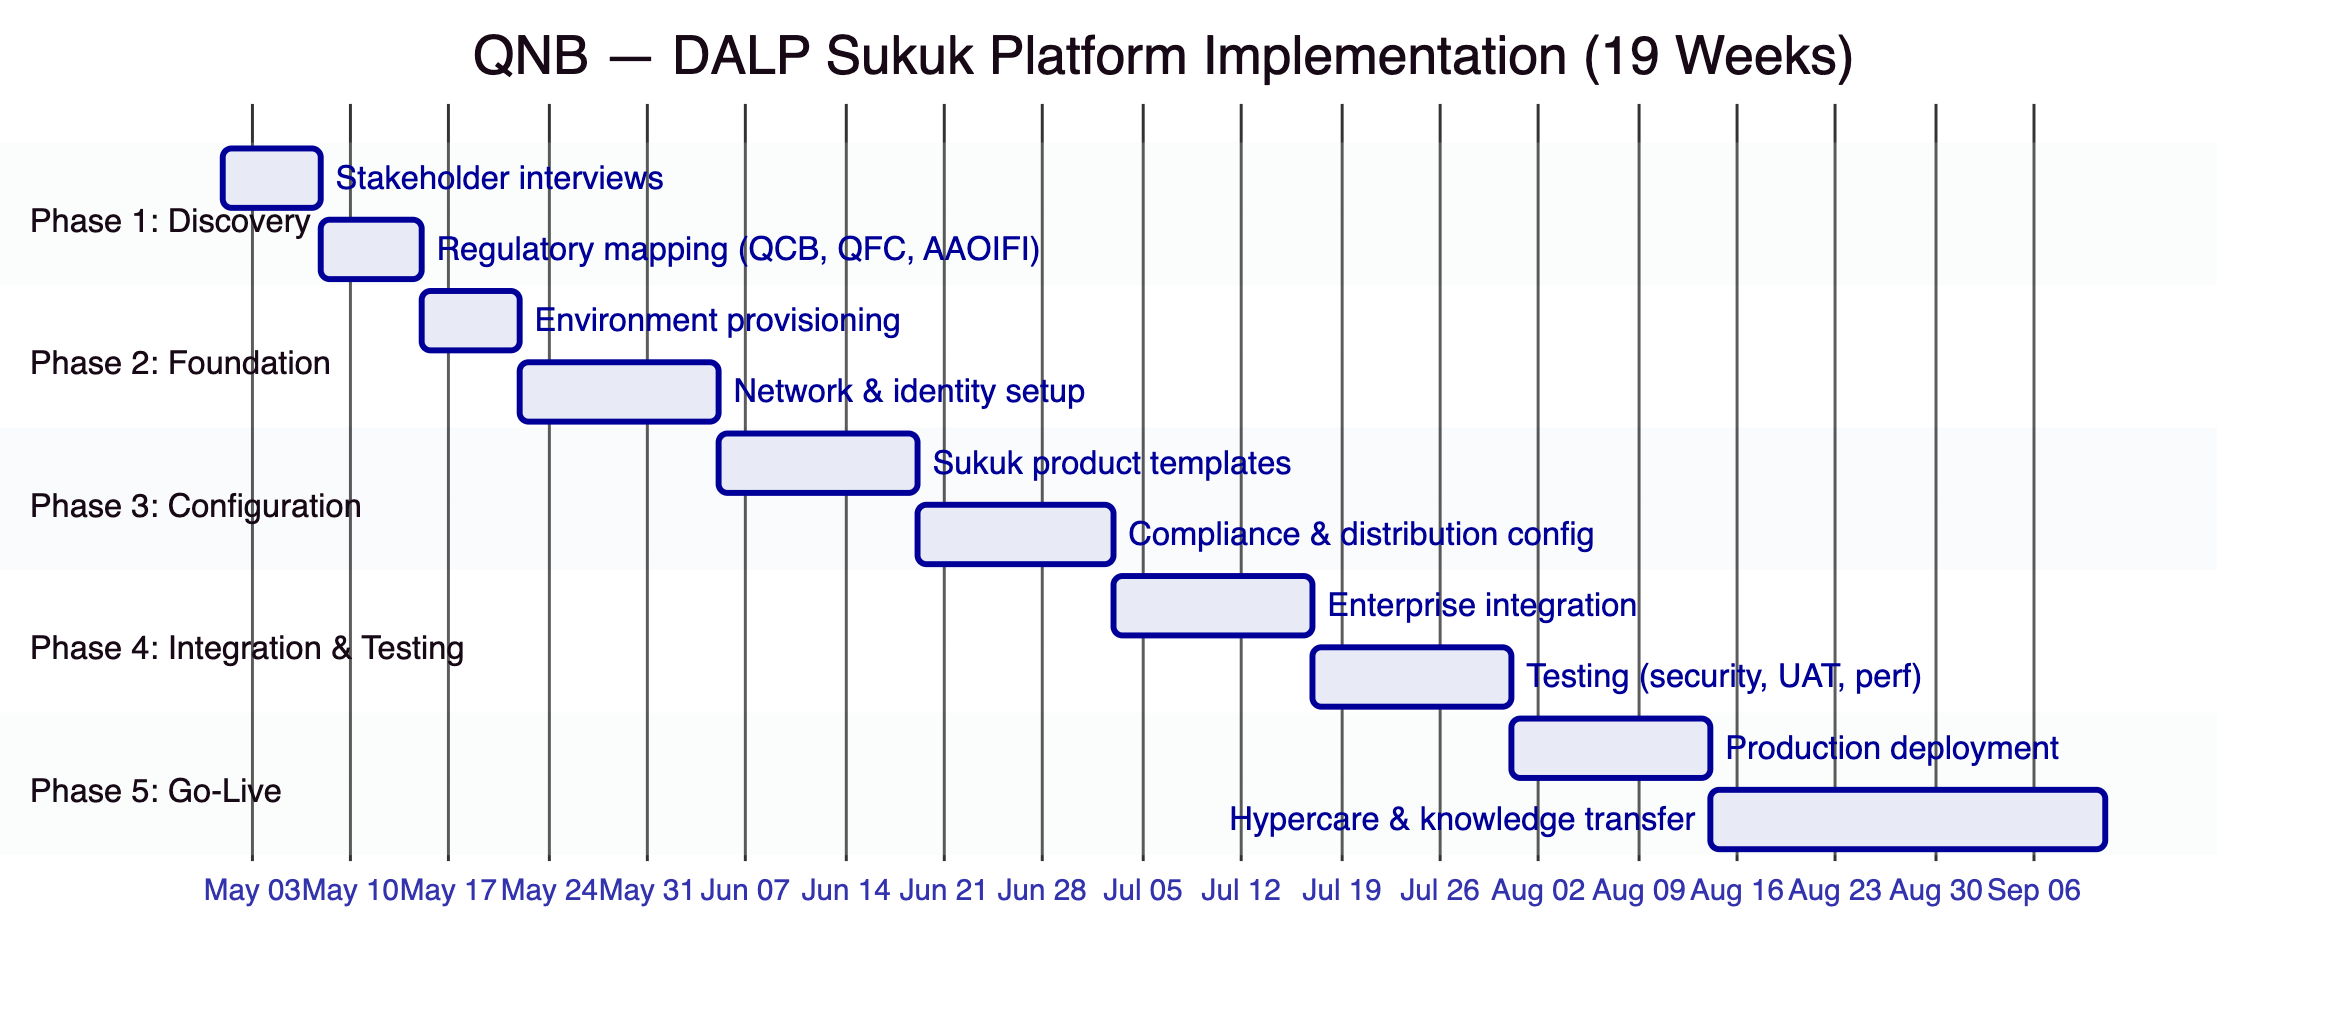 QNB — DALP Sukuk Platform Implementation (19 Weeks)
Stakeholder interviews
Phase 1: Discovery
Regulatory mapping (QCB, QFC, AAOIFI)
Environment provisioning
Phase 2: Foundation
Network & identity setup
Sukuk product templates
Phase 3: Configuration
Compliance & distribution config
Enterprise integration
Phase 4: Integration & Testing
Testing (security, UAT, perf)
Production deployment
Phase 5: Go-Live
Hypercare & knowledge transfer
May 03 May 10 May 17 May 24 May 31 Jun 07 Jun 14 Jun 21 Jun 28 Jul 05 Jul 12 Jul 19 Jul 26 Aug 02 Aug 09 Aug 16 Aug 23 Aug 30 Sep 06